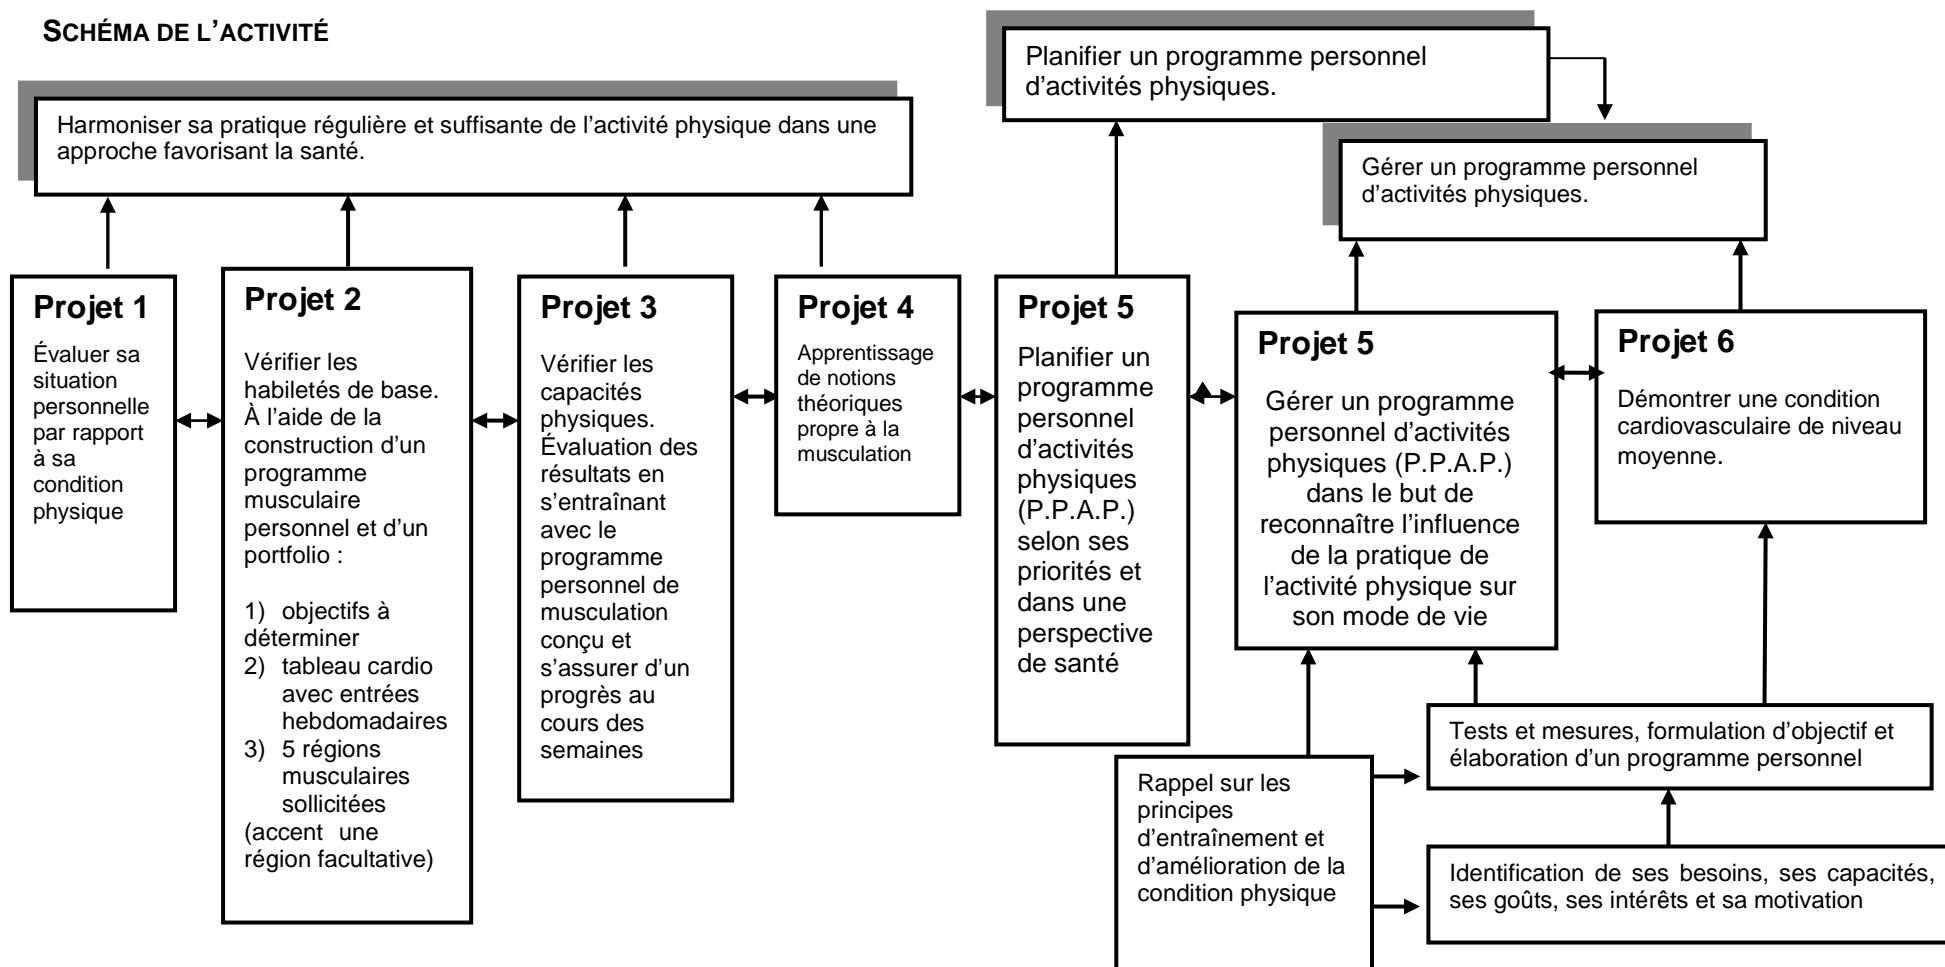 SCHÉMA DE L'ACTIVITÉ
Harmoniser sa pratique régulière et suffisante de l'activité physique dans une
approche favorisant la santé.
Planifier un programme personnel
d'activités physiques.
Gérer un programme personnel
d'activités physiques.
Projet 1
Évaluer sa
situation
personnelle
par rapport
à sa
condition
physique
Projet 2
Vérifier les
habiletés de base.
À l'aide de la
construction d'un
programme
musculaire
personnel et d'un
portfolio :
1) objectifs à
déterminer
2) tableau cardio
avec entrées
hebdomadaires
3) 5 régions
musculaires
sollicitées
(accent une
région facultative)
Projet 3
Vérifier les
capacités
physiques.
Évaluation des
résultats en
s'entraînant
avec le
programme
personnel de
musculation
conçu et
s'assurer d'un
progrès au
cours des
semaines
Projet 4
Apprentissage
de notions
théoriques
propre à la
musculation
Projet 5
Planifier un
programme
personnel
d'activités
physiques
(P.P.A.P.)
selon ses
priorités et
dans une
perspective
de santé
Projet 5
Gérer un programme
personnel d'activités
physiques (P.P.A.P.)
dans le but de
reconnaître l'influence
de la pratique de
l'activité physique sur
son mode de vie
Projet 6
Démontrer une condition
cardiovasculaire de niveau
moyenne.
Tests et mesures, formulation d'objectif et
élaboration d'un programme personnel
Rappel sur les
principes
d'entraînement et
d'amélioration de la
condition physique
Identification de ses besoins, ses capacités,
ses goûts, ses intérêts et sa motivation